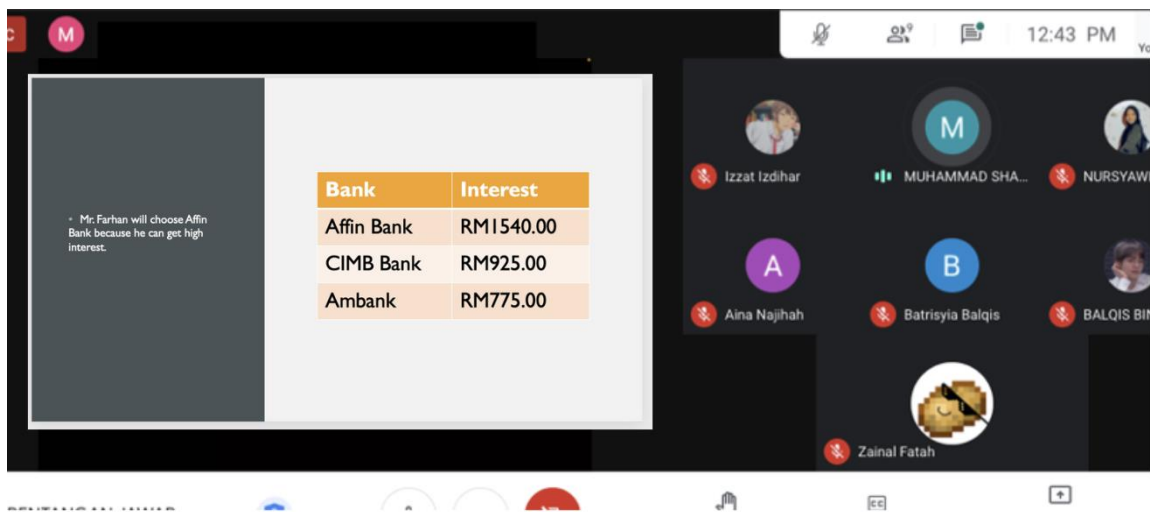 M
12:43 PM
Bank Interest
Affin Bank RM1540.00
CIMB Bank RM925.00
Ambank RM775.00
• Mr. Farhan will choose Affin
Bank because he can get high
interest.
9
M
Izzat Izdihar
MUHAMMAD SHA...
NURSYAW
A
B
Aina Najihah
Batrisyia Balqis
BALQIS BI
Zainal Fatah
CC